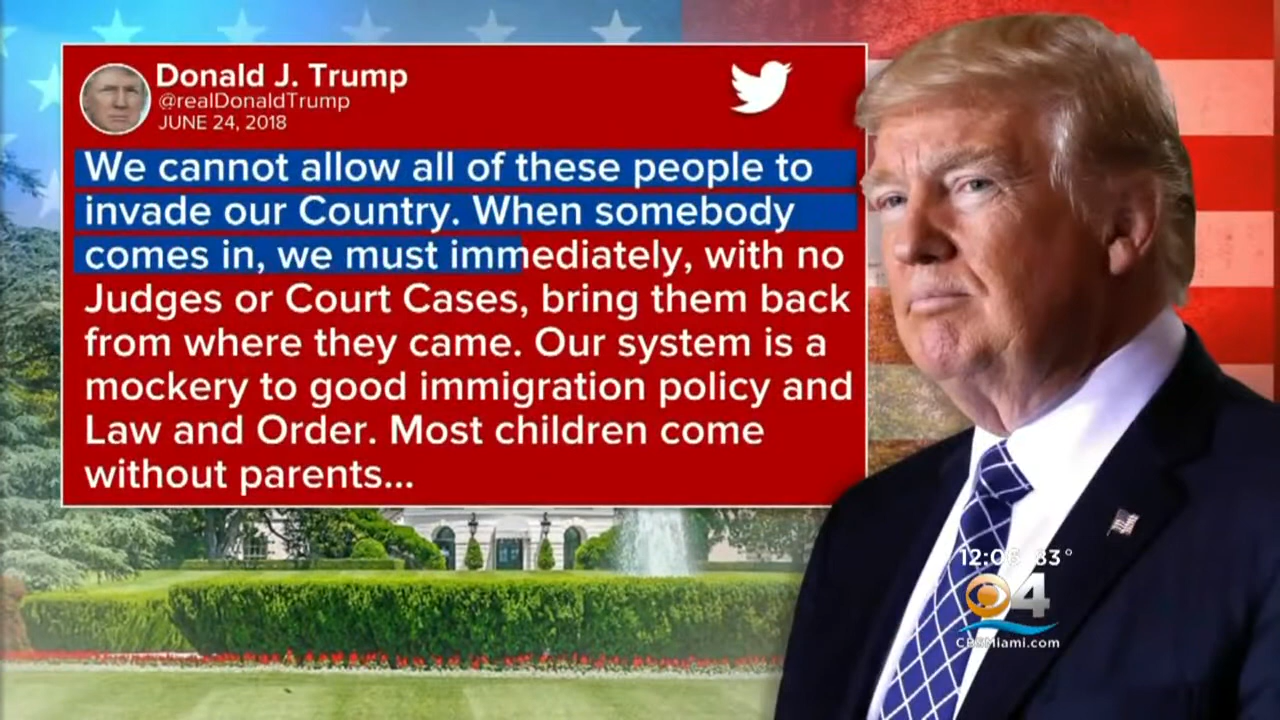 Donald J. Trump
@realDonaldTrump
JUNE 24, 2018
We cannot allow all of these people to
invade our Country. When somebody
comes in, we must immediately, with no
Judges or Court Cases, bring them back
from where they came. Our system is a
mockery to good immigration policy and
Law and Order. Most children come
without parents...
83°
4
CBSMiami.com